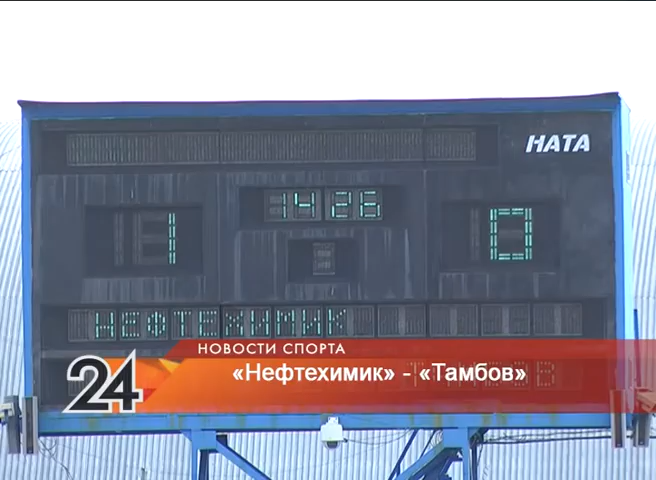 НАТА
14 26
1 0
НЕФТЕХИМИК
НОВОСТИ СПОРТА
24
«Нефтехимик» - «Тамбов»